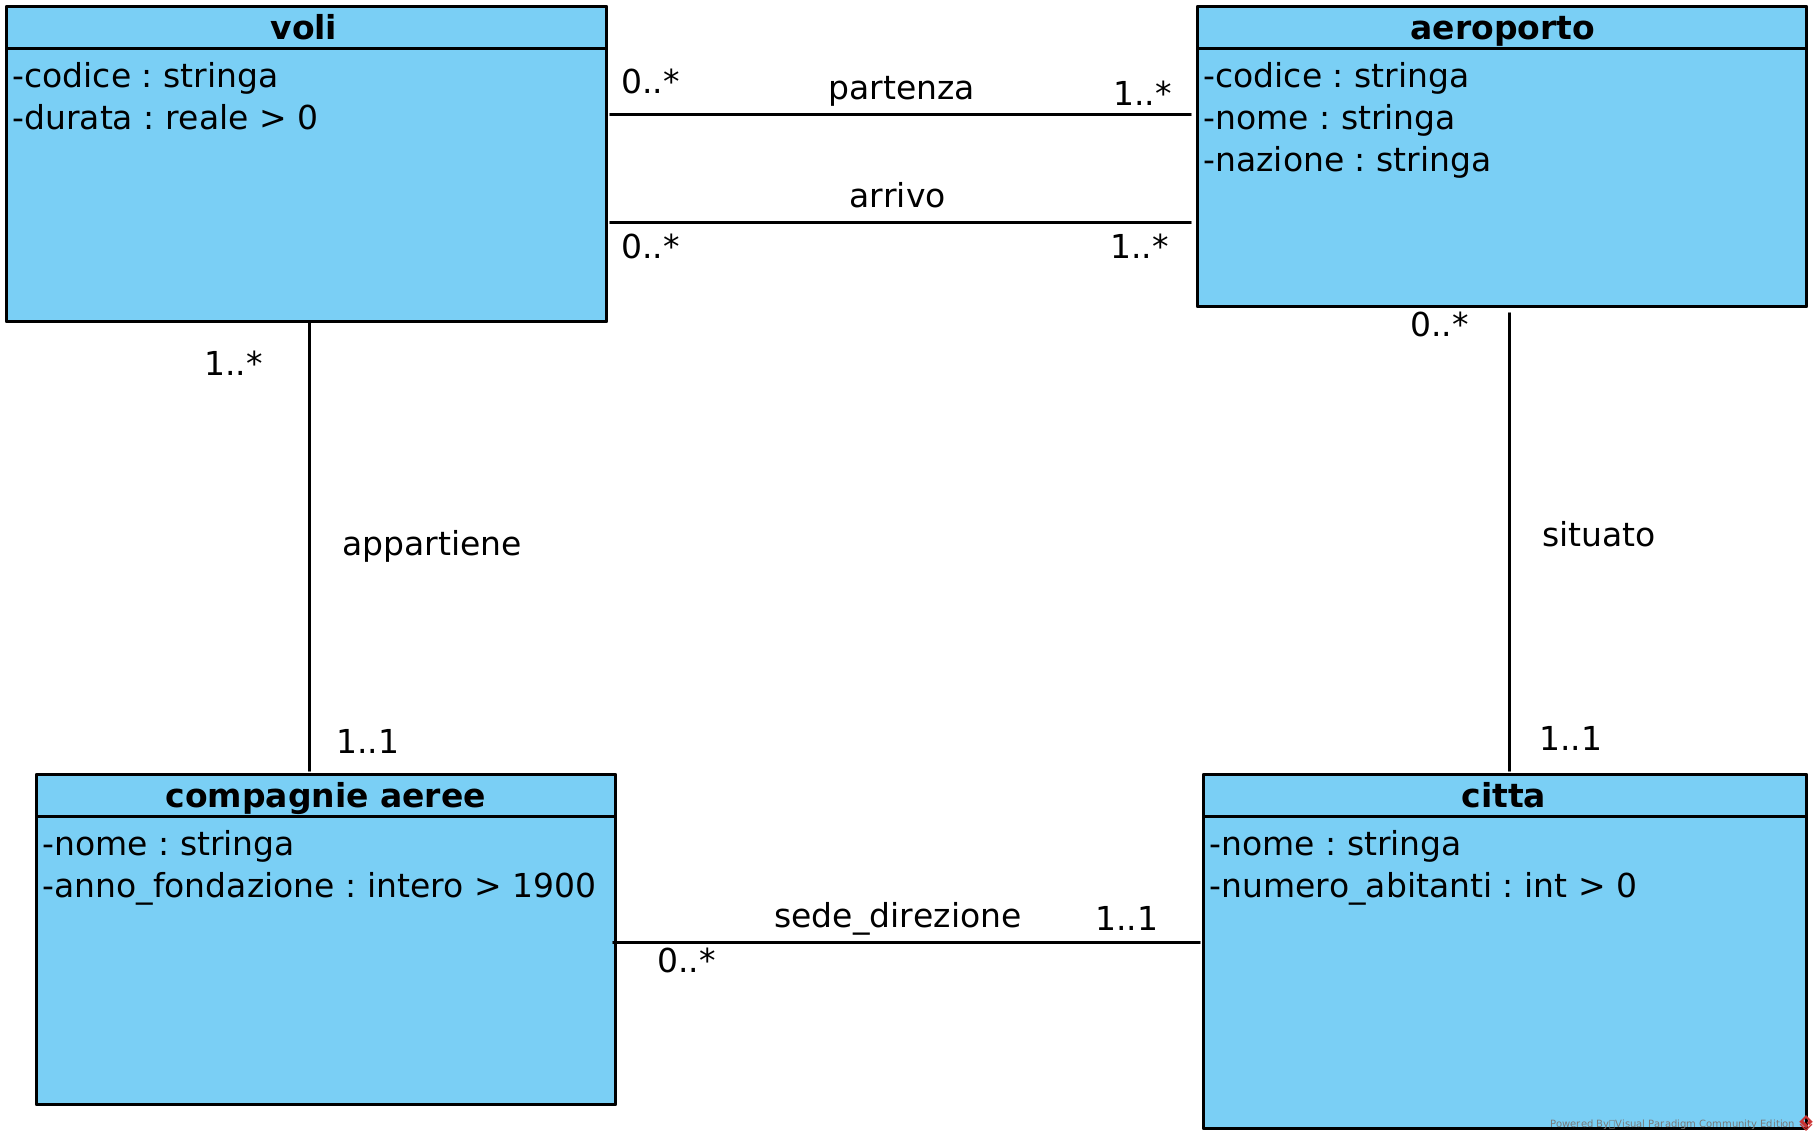 voli
-codice : stringa
-durata : reale > 0
0..*
partenza
1..*
arrivo
0..*
1..*
aeroporto
-codice : stringa
-nome : stringa
-nazione : stringa
1..*
appartiene
1..1
0..*
situato
1..1
compagnie aeree
-nome : stringa
-anno_fondazione : intero > 1900
sede_direzione
1..1
0..*
citta
-nome : stringa
-numero_abitanti : int > 0
Powered By□Visual Paradigm Community Edition